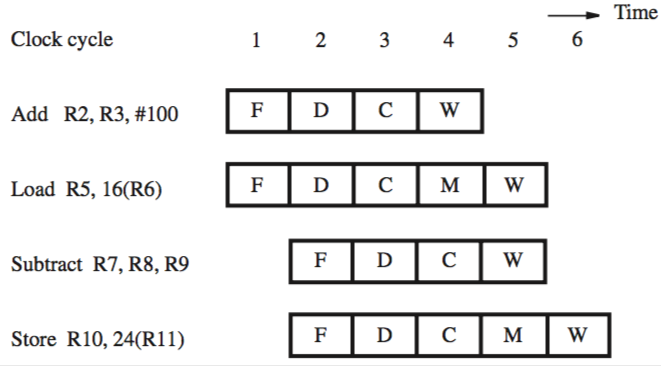 Time
Clock cycle 1 2 3 4 5 6
Add R2, R3, #100 F D C W
Load R5, 16(R6) F D C M W
Subtract R7, R8, R9 F D C W
Store R10, 24(R11) F D C M W